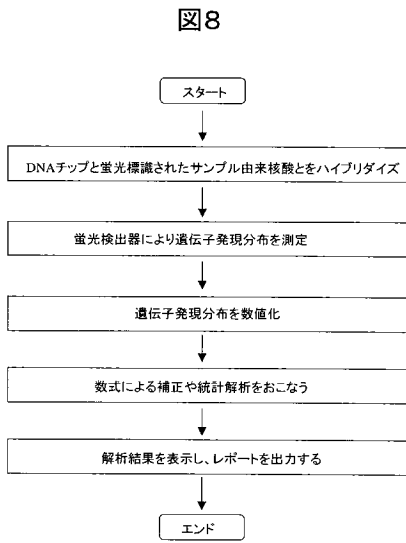 図8
スタート
DNAチップと蛍光標識されたサンプル由来核酸とをハイブリダイズ
蛍光検出器により遺伝子発現分布を測定
遺伝子発現分布を数値化
数式による補正や統計解析をおこなう
解析結果を表示し、レポートを出力する
エンド